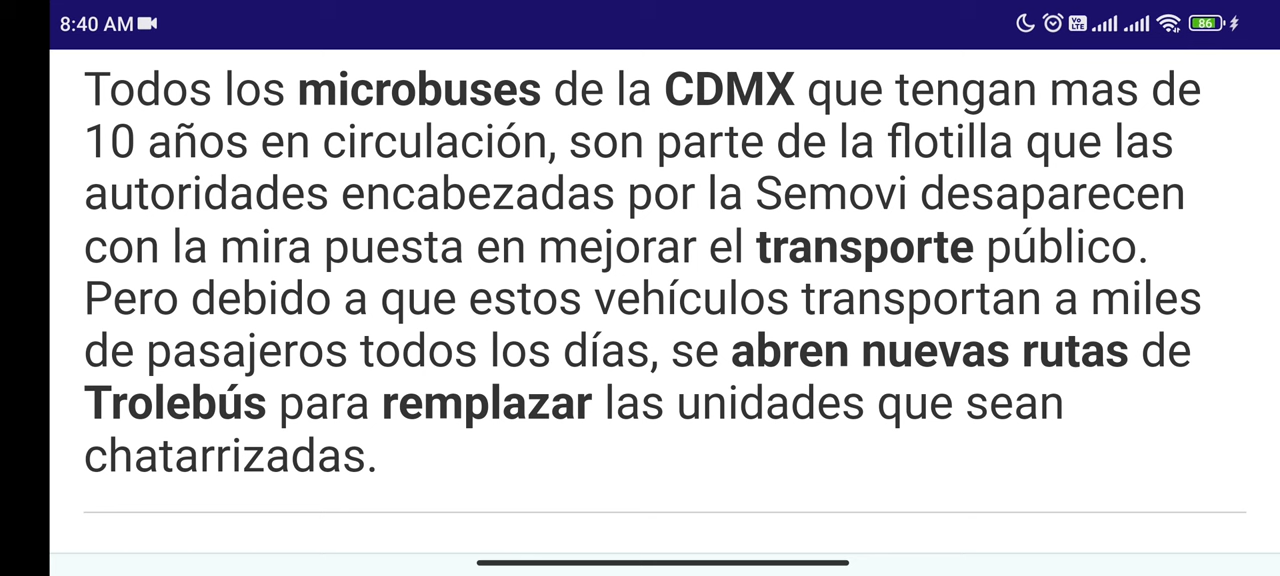 8:40 AM
Vo LTE
86
Todos los microbuses de la CDMX que tengan mas de
10 años en circulación, son parte de la flotilla que las
autoridades encabezadas por la Semovi desaparecen
con la mira puesta en mejorar el transporte público.
Pero debido a que estos vehículos transportan a miles
de pasajeros todos los días, se abren nuevas rutas de
Trolebús para remplazar las unidades que sean
chatarrizadas.